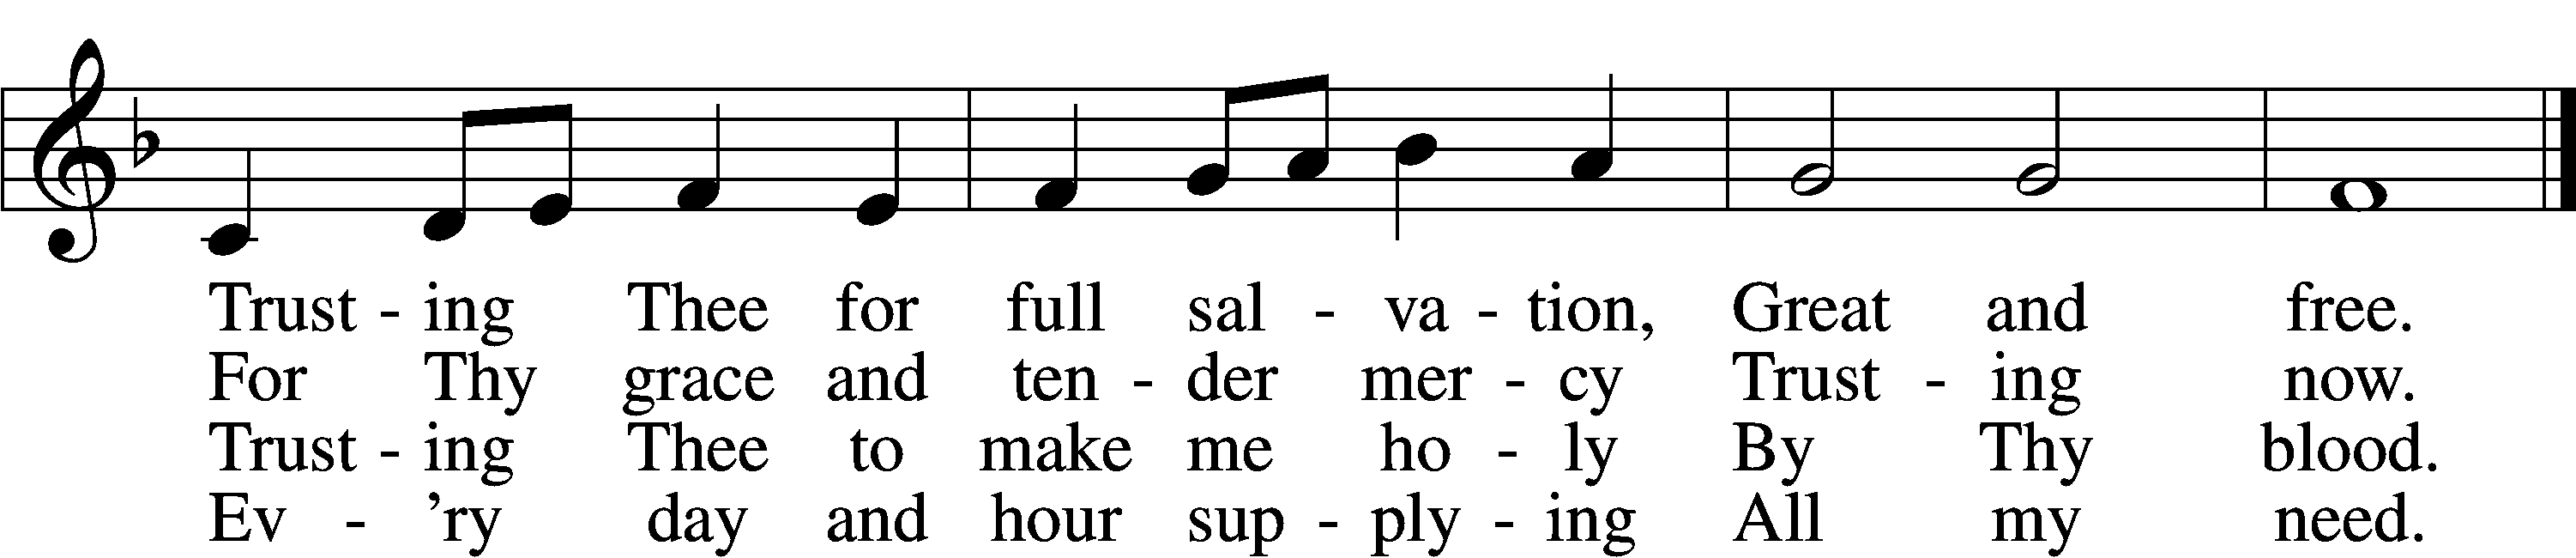 Trust - ing Thee for full sal - va - tion, Great and free.
For Thy grace and ten - der mer - cy Trust - ing now.
Trust - ing Thee to make me ho - ly By Thy blood.
Ev - ’ry day and hour sup - ply - ing All my need.